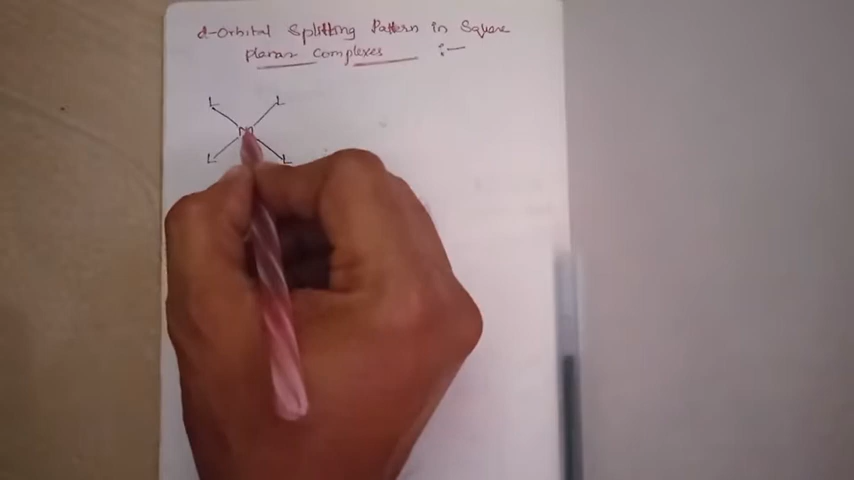 d-orbital Splitting Pattern in Square
planar Complexes :-
L L
M
L L